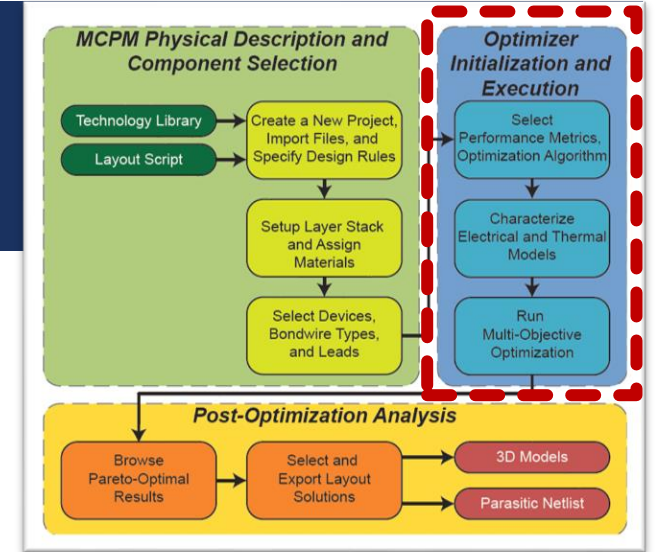 MCPM Physical Description and
Component Selection
Technology Library
Layout Script
Create a New Project,
Import Files, and
Specify Design Rules
Setup Layer Stack
and Assign
Materials
Select Devices,
Bondwire Types,
and Leads
Optimizer
Initialization and
Execution
Select
Performance Metrics,
Optimization Algorithm
Characterize
Electrical and Thermal
Models
Run
Multi-Objective
Optimization
Post-Optimization Analysis
Browse
Pareto-Optimal
Results
Select and
Export Layout
Solutions
3D Models
Parasitic Netlist